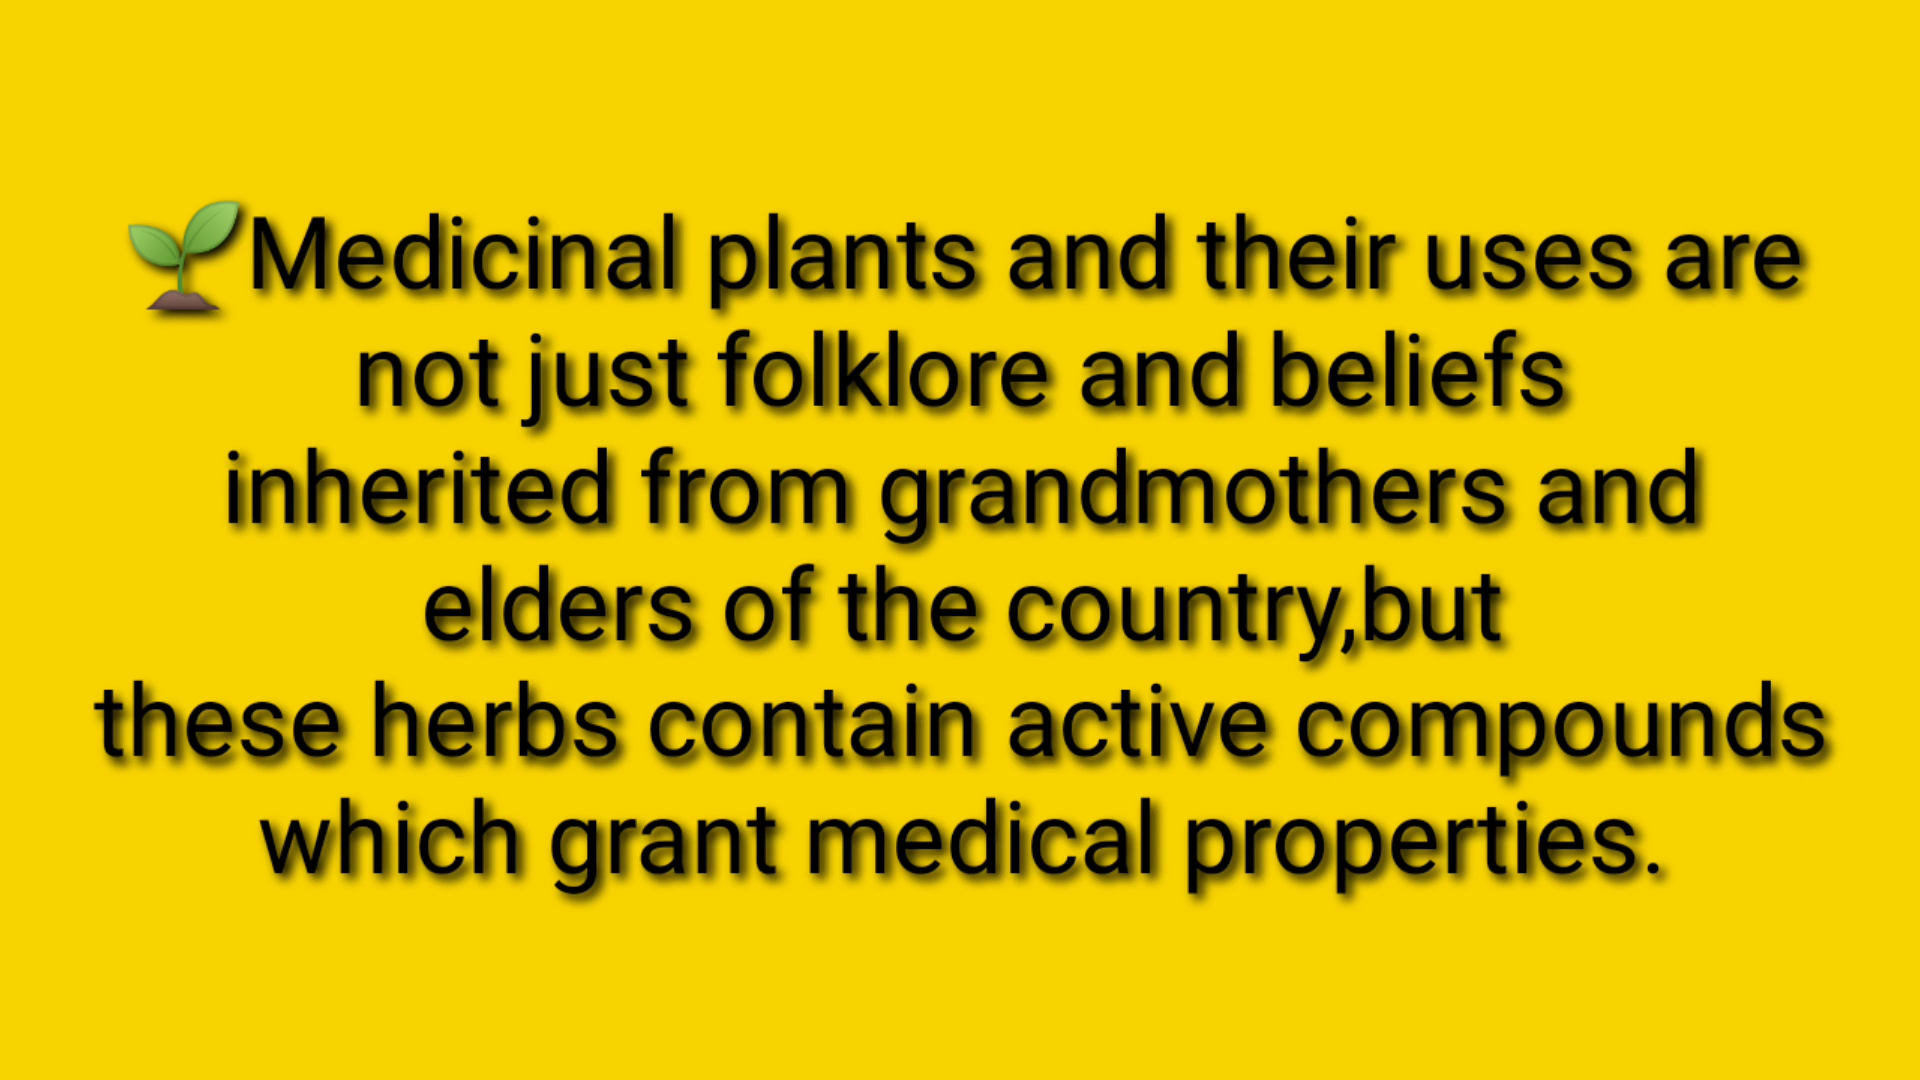 🌱Medicinal plants and their uses are
not just folklore and beliefs
inherited from grandmothers and
elders of the country,but
these herbs contain active compounds
which grant medical properties.